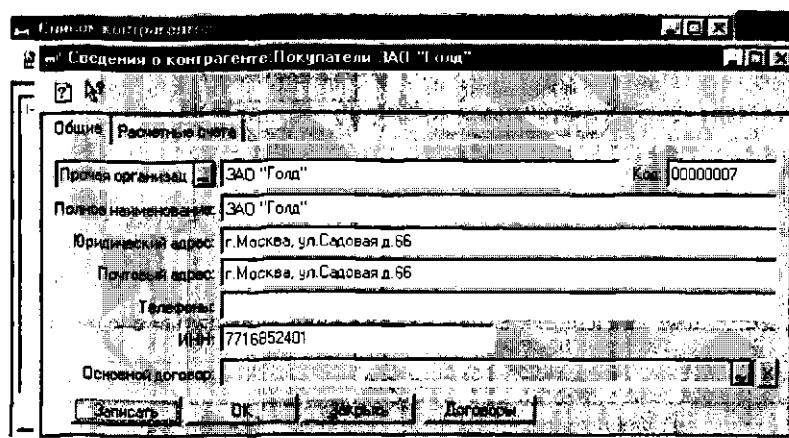 Список контрагентов
Сведения о контрагенте:Покупатели ЗАО "Голд"
Общие Расчетные счета
Прочая организац ... ЗАО "Голд" Код: 00000007
Полное наименование: ЗАО "Голд"
Юридический адрес: г.Москва, ул.Садовая д.66
Почтовый адрес: г.Москва, ул.Садовая д.66
Телефоны:
ИНН: 7716852401
Основной договор: ... x
Записать OK Закрыть Договоры